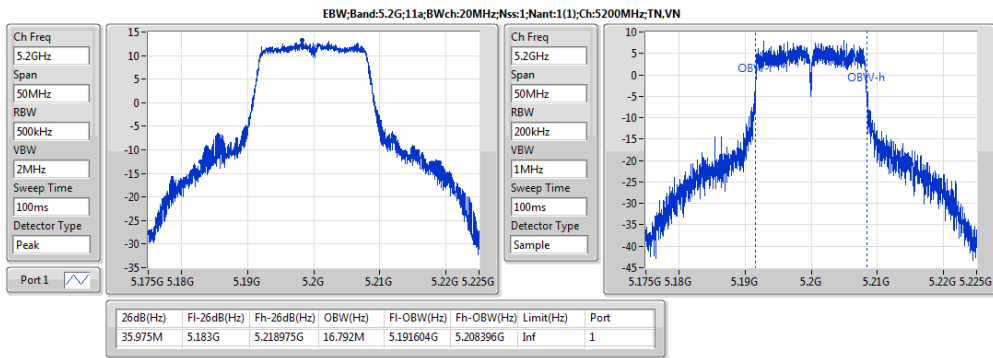 EBW;Band:5.2G;11a;BWch:20MHz;Nss:1;Nant:1(1);Ch:5200MHz;TN,VN
Ch Freq
5.2GHz
Span
50MHz
RBW
500kHz
VBW
2MHz
Sweep Time
100ms
Detector Type
Peak
Port 1
15
10
5
0
-5
-10
-15
-20
-25
-30
-35
5.175G 5.18G 5.19G 5.2G 5.21G 5.22G 5.225G
Ch Freq
5.2GHz
Span
50MHz
RBW
200kHz
VBW
1MHz
Sweep Time
100ms
Detector Type
Sample
10
5
0
-5
-10
-15
-20
-25
-30
-35
-40
-45
OBW-h
5.175G 5.18G 5.19G 5.2G 5.21G 5.22G 5.225G
26dB(Hz) Fl-26dB(Hz) Fh-26dB(Hz) OBW(Hz) Fl-OBW(Hz) Fh-OBW(Hz) Limit(Hz) Port
35.975M 5.183G 5.218975G 16.792M 5.191604G 5.208396G Inf 1